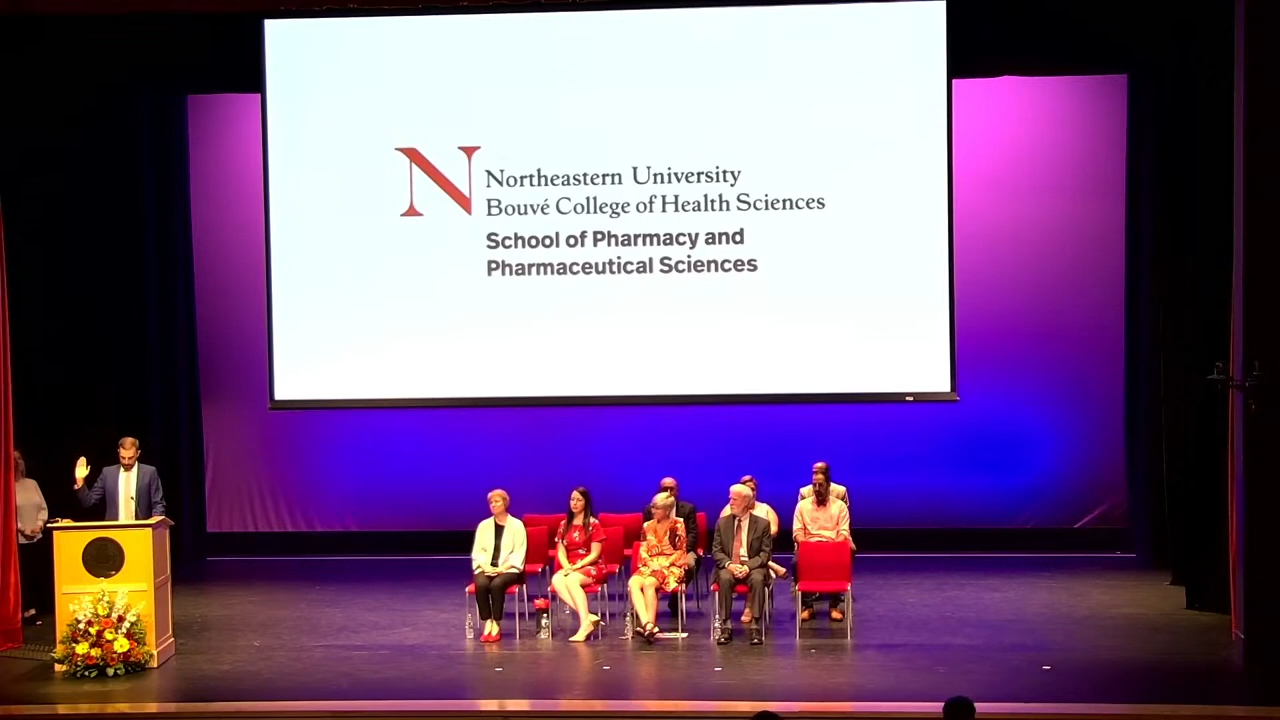 N
Northeastern University
Bouvé College of Health Sciences
School of Pharmacy and
Pharmaceutical Sciences